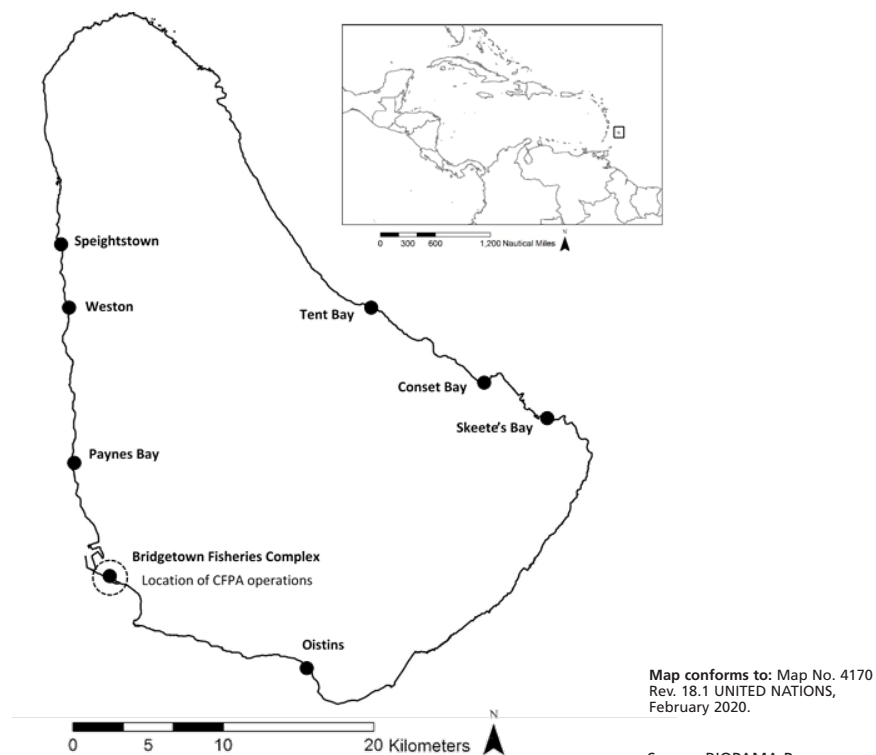 N
0 300 600 1,200 Nautical Miles
Speightstown
Weston
Tent Bay
Conset Bay
Skeete's Bay
Paynes Bay
Bridgetown Fisheries Complex
Location of CFPA operations
Oistins
Map conforms to: Map No. 4170
Rev. 18.1 UNITED NATIONS,
February 2020.
N
0 5 10 20 Kilometers